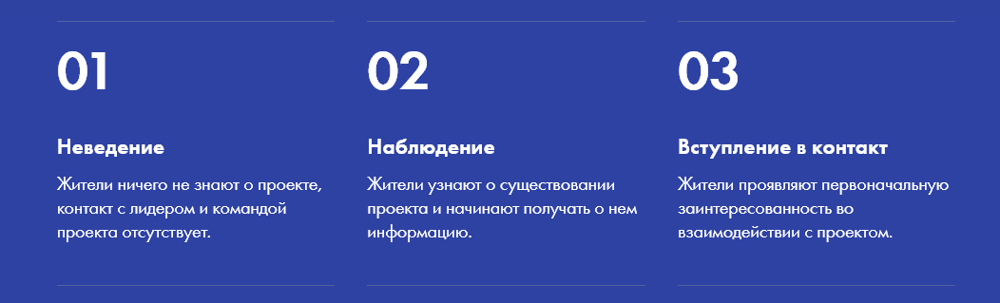 01
Неведение
Жители ничего не знают о проекте,
контакт с лидером и командой
проекта отсутствует.
02
Наблюдение
Жители узнают о существовании
проекта и начинают получать о нем
информацию.
03
Вступление в контакт
Жители проявляют первоначальную
заинтересованность во
взаимодействии с проектом.